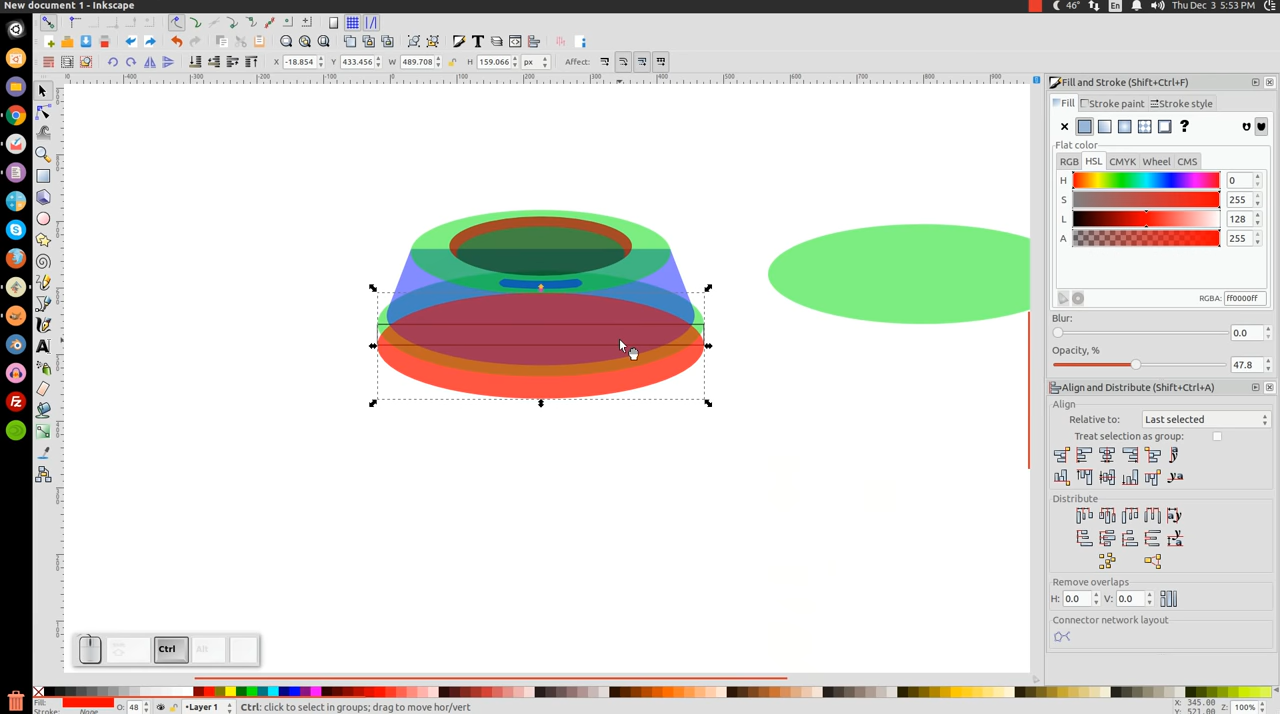 New document 1 - Inkscape
46°
En
Thu Dec 3 5:53 PM
X -18.854 Y 433.456 W 489.708 H 159.066 px Affect:
Fill and Stroke (Shift+Ctrl+F)
Fill Stroke paint Stroke style
?
Flat color
RGB HSL CMYK Wheel CMS
H 0
S 255
L 128
A 255
RGBA: ff0000ff
Blur:
0.0
Opacity, %
47.8
Align and Distribute (Shift+Ctrl+A)
Align
Relative to: Last selected
Treat selection as group:
Distribute
Remove overlaps
H: 0.0 V: 0.0
Connector network layout
Ctrl Alt
Fill:
Stroke: None
O: 48
•Layer 1
Ctrl: click to select in groups; drag to move hor/vert
X: 345.00
Y: 521.00
Z: 100%